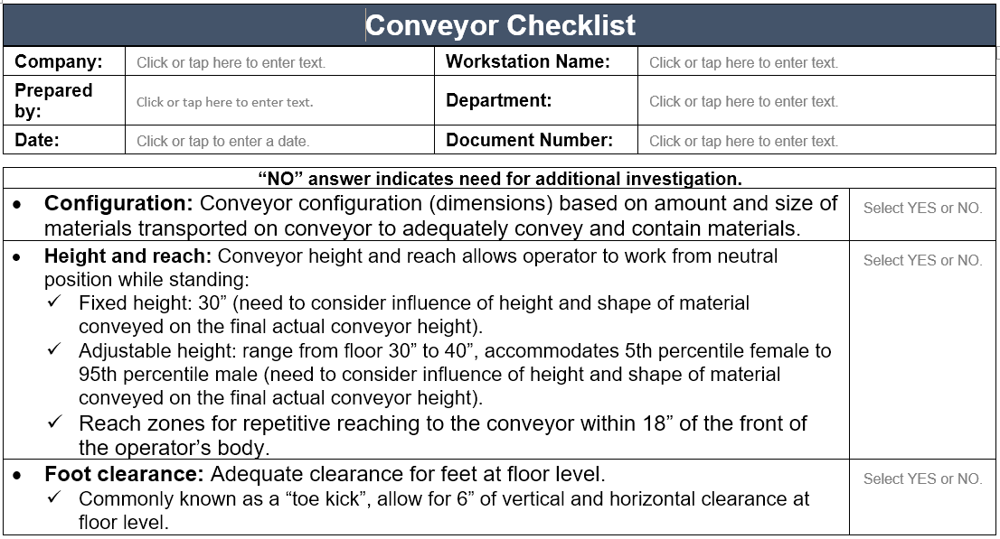 Conveyor Checklist
Company: Click or tap here to enter text. Workstation Name: Click or tap here to enter text.
Prepared
by: Click or tap here to enter text. Department: Click or tap here to enter text.
Date: Click or tap to enter a date. Document Number: Click or tap here to enter text.
“NO” answer indicates need for additional investigation.
• Configuration: Conveyor configuration (dimensions) based on amount and size of Select YES or NO.
materials transported on conveyor to adequately convey and contain materials.
• Height and reach: Conveyor height and reach allows operator to work from neutral Select YES or NO.
position while standing:
✓ Fixed height: 30” (need to consider influence of height and shape of material
conveyed on the final actual conveyor height).
✓ Adjustable height: range from floor 30” to 40”, accommodates 5th percentile female to
95th percentile male (need to consider influence of height and shape of material
conveyed on the final actual conveyor height).
✓ Reach zones for repetitive reaching to the conveyor within 18” of the front of
the operator’s body.
• Foot clearance: Adequate clearance for feet at floor level. Select YES or NO.
✓ Commonly known as a “toe kick”, allow for 6” of vertical and horizontal clearance at
floor level.